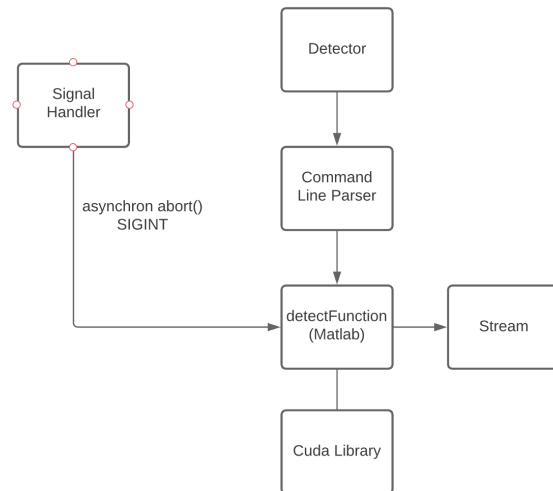 Detector
Signal
Handler
Command
Line Parser
asynchron abort()
SIGINT
detectFunction
(Matlab)
Stream
Cuda Library